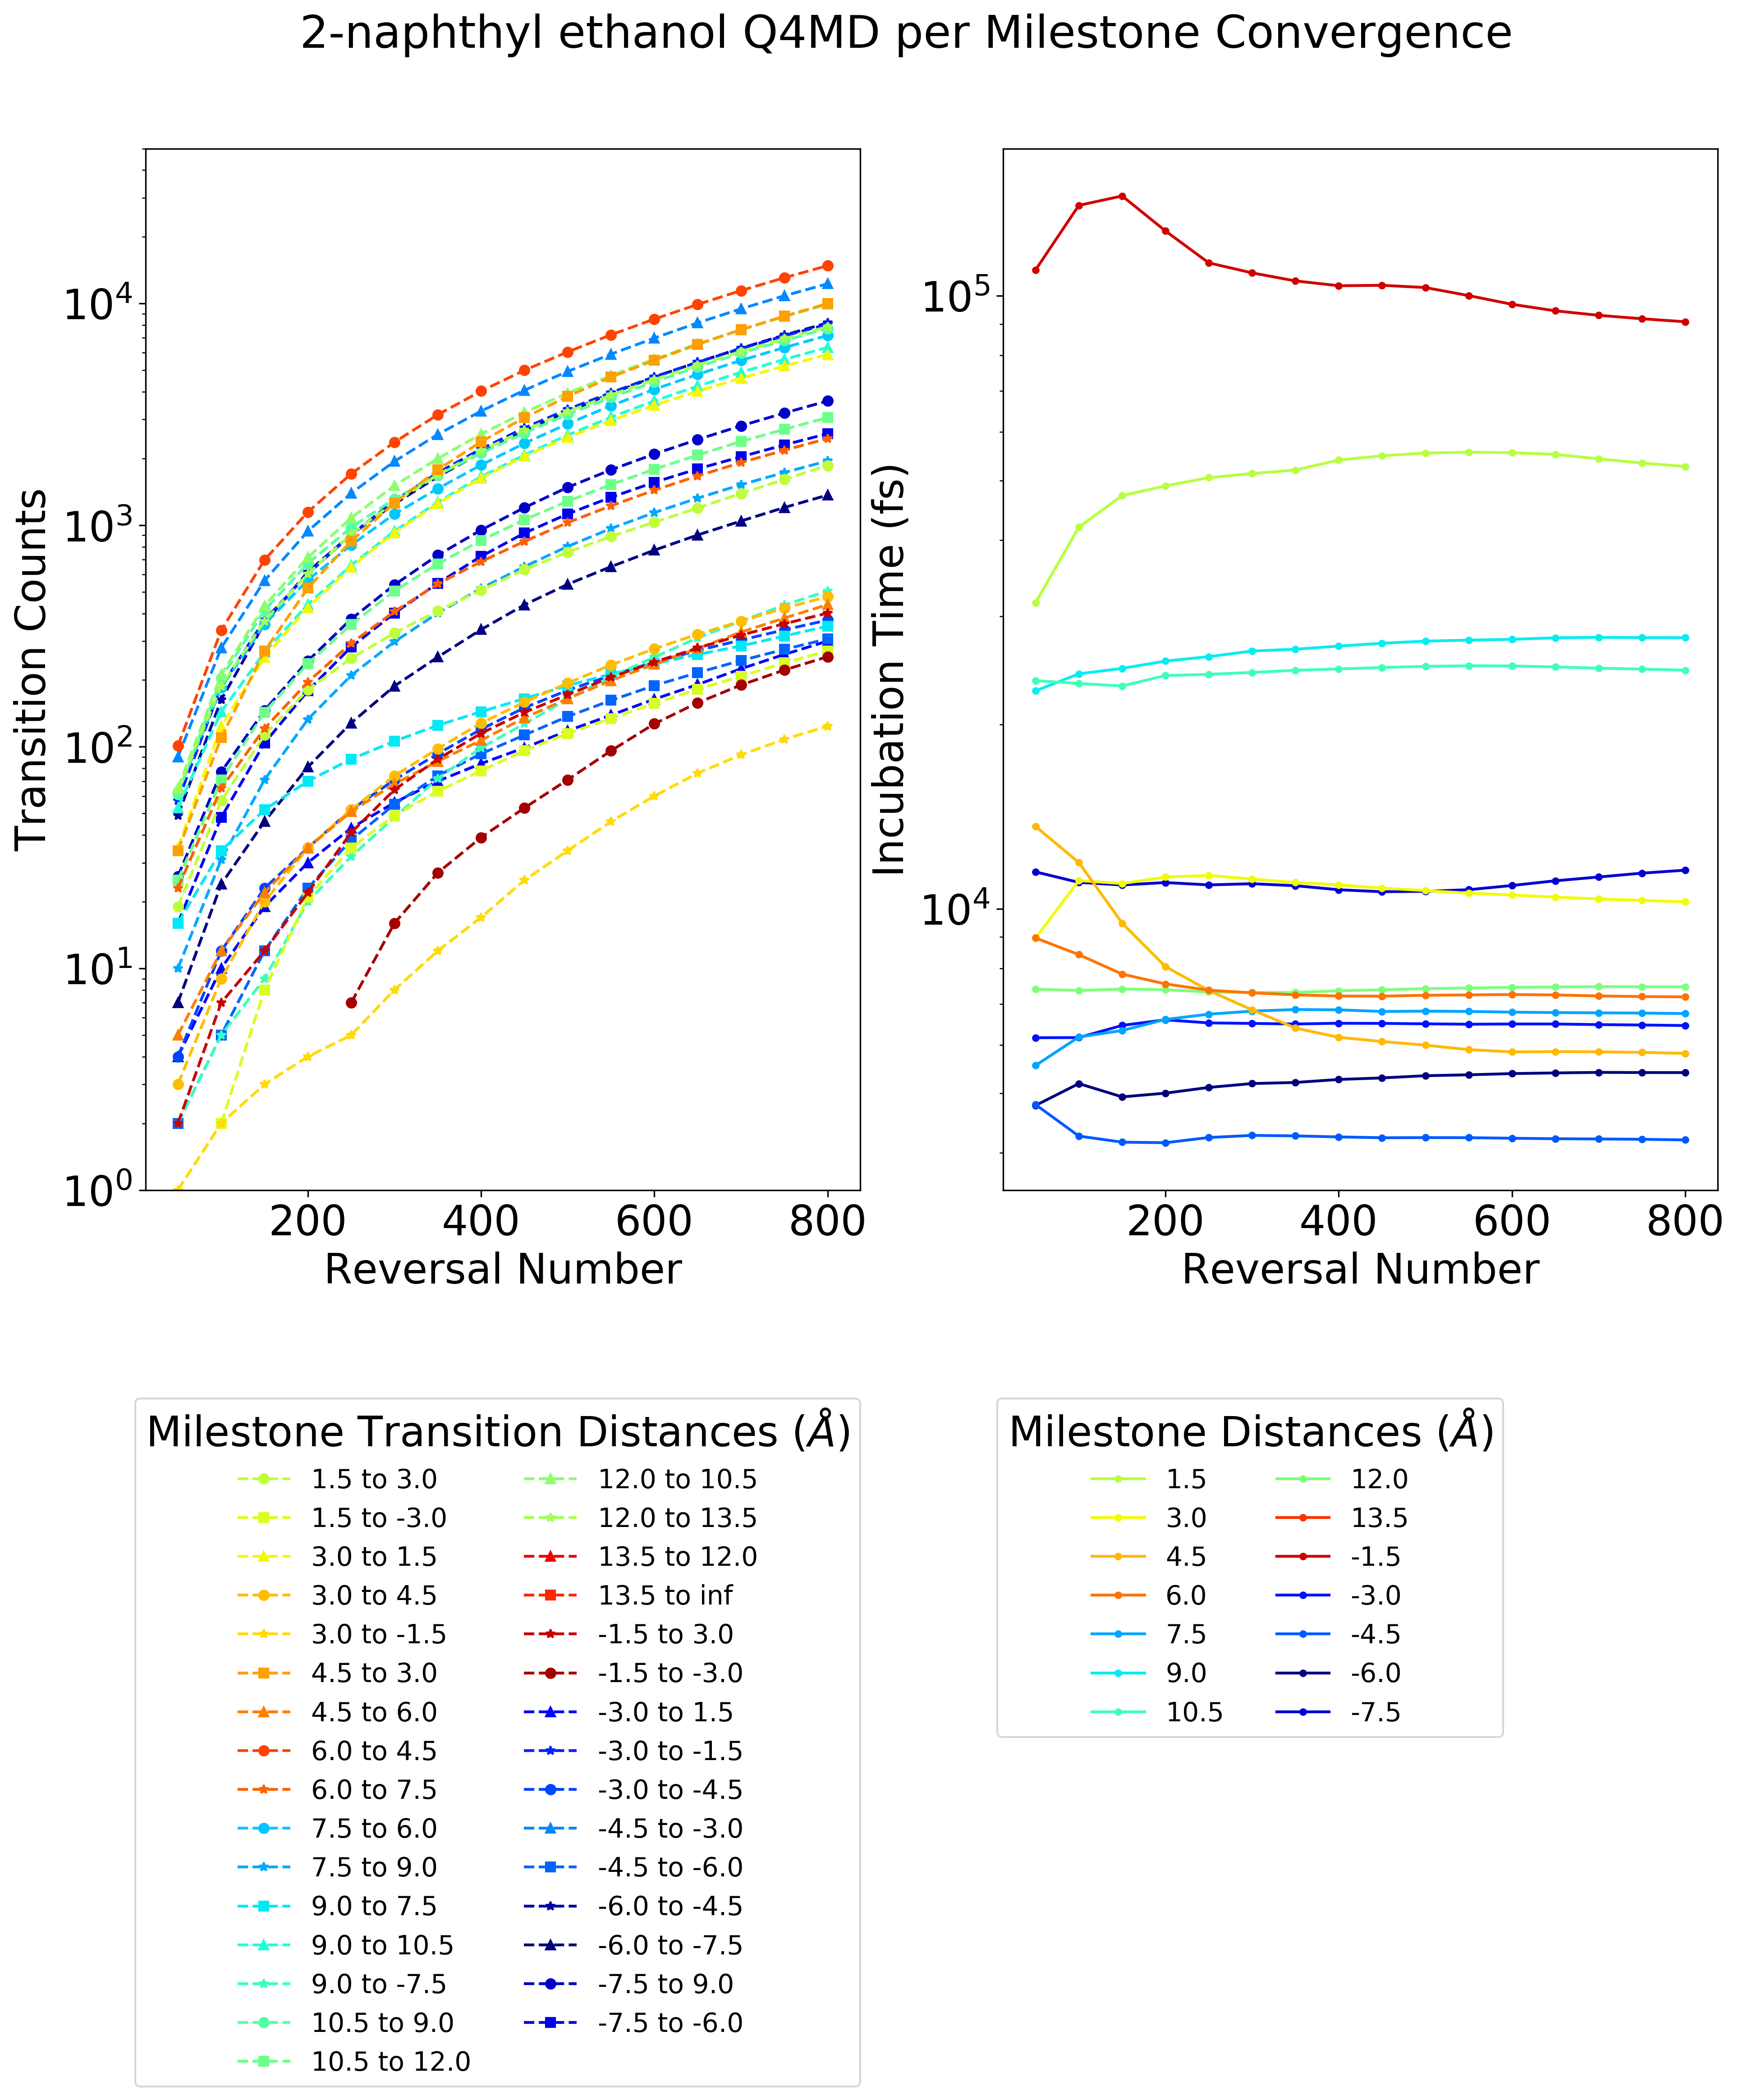 2-naphthyl ethanol Q4MD per Milestone Convergence
Transition Counts
10^4
10^3
10^2
10^1
10^0
200 400 600 800
Reversal Number
Incubation Time (fs)
10^5
10^4
200 400 600 800
Reversal Number
Milestone Transition Distances (Å)
1.5 to 3.0
1.5 to -3.0
3.0 to 1.5
3.0 to 4.5
3.0 to -1.5
4.5 to 3.0
4.5 to 6.0
6.0 to 4.5
6.0 to 7.5
7.5 to 6.0
7.5 to 9.0
9.0 to 7.5
9.0 to 10.5
9.0 to -7.5
10.5 to 9.0
10.5 to 12.0
12.0 to 10.5
12.0 to 13.5
13.5 to 12.0
13.5 to inf
-1.5 to 3.0
-1.5 to -3.0
-3.0 to 1.5
-3.0 to -1.5
-3.0 to -4.5
-4.5 to -3.0
-4.5 to -6.0
-6.0 to -4.5
-6.0 to -7.5
-7.5 to 9.0
-7.5 to -6.0
Milestone Distances (Å)
1.5
3.0
4.5
6.0
7.5
9.0
10.5
12.0
13.5
-1.5
-3.0
-4.5
-6.0
-7.5